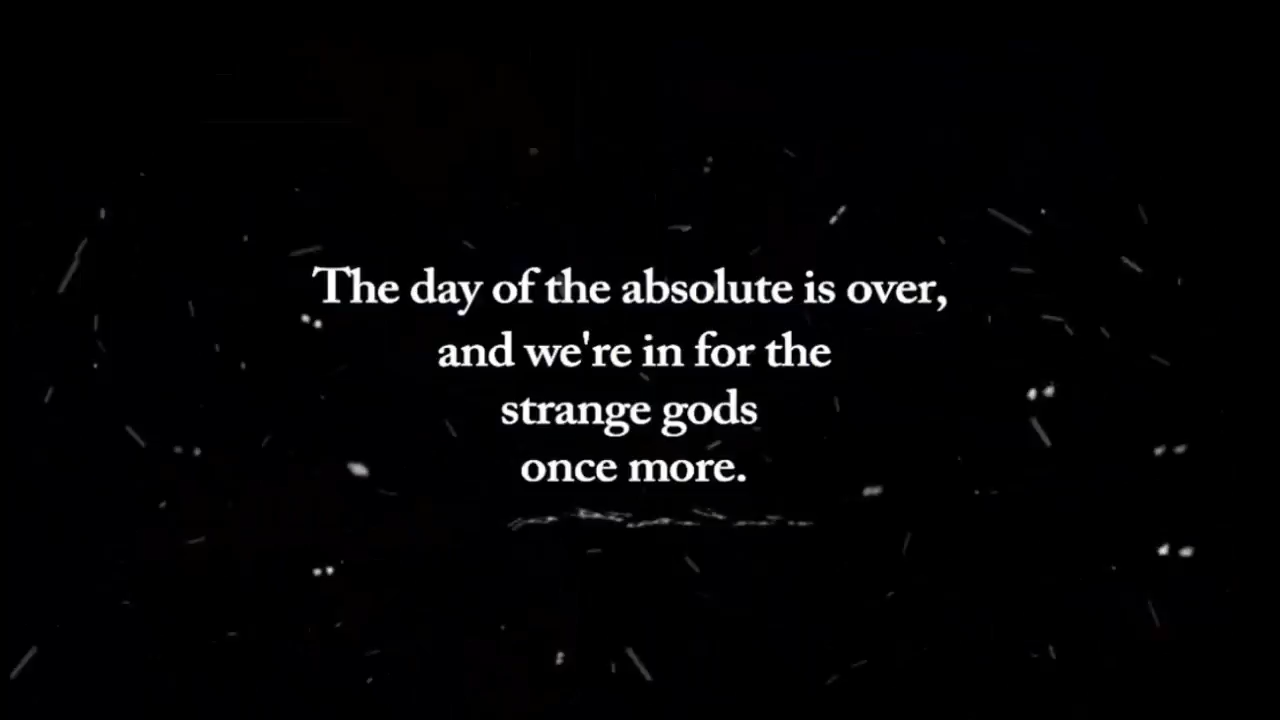 The day of the absolute is over,
and we're in for the
strange gods
once more.